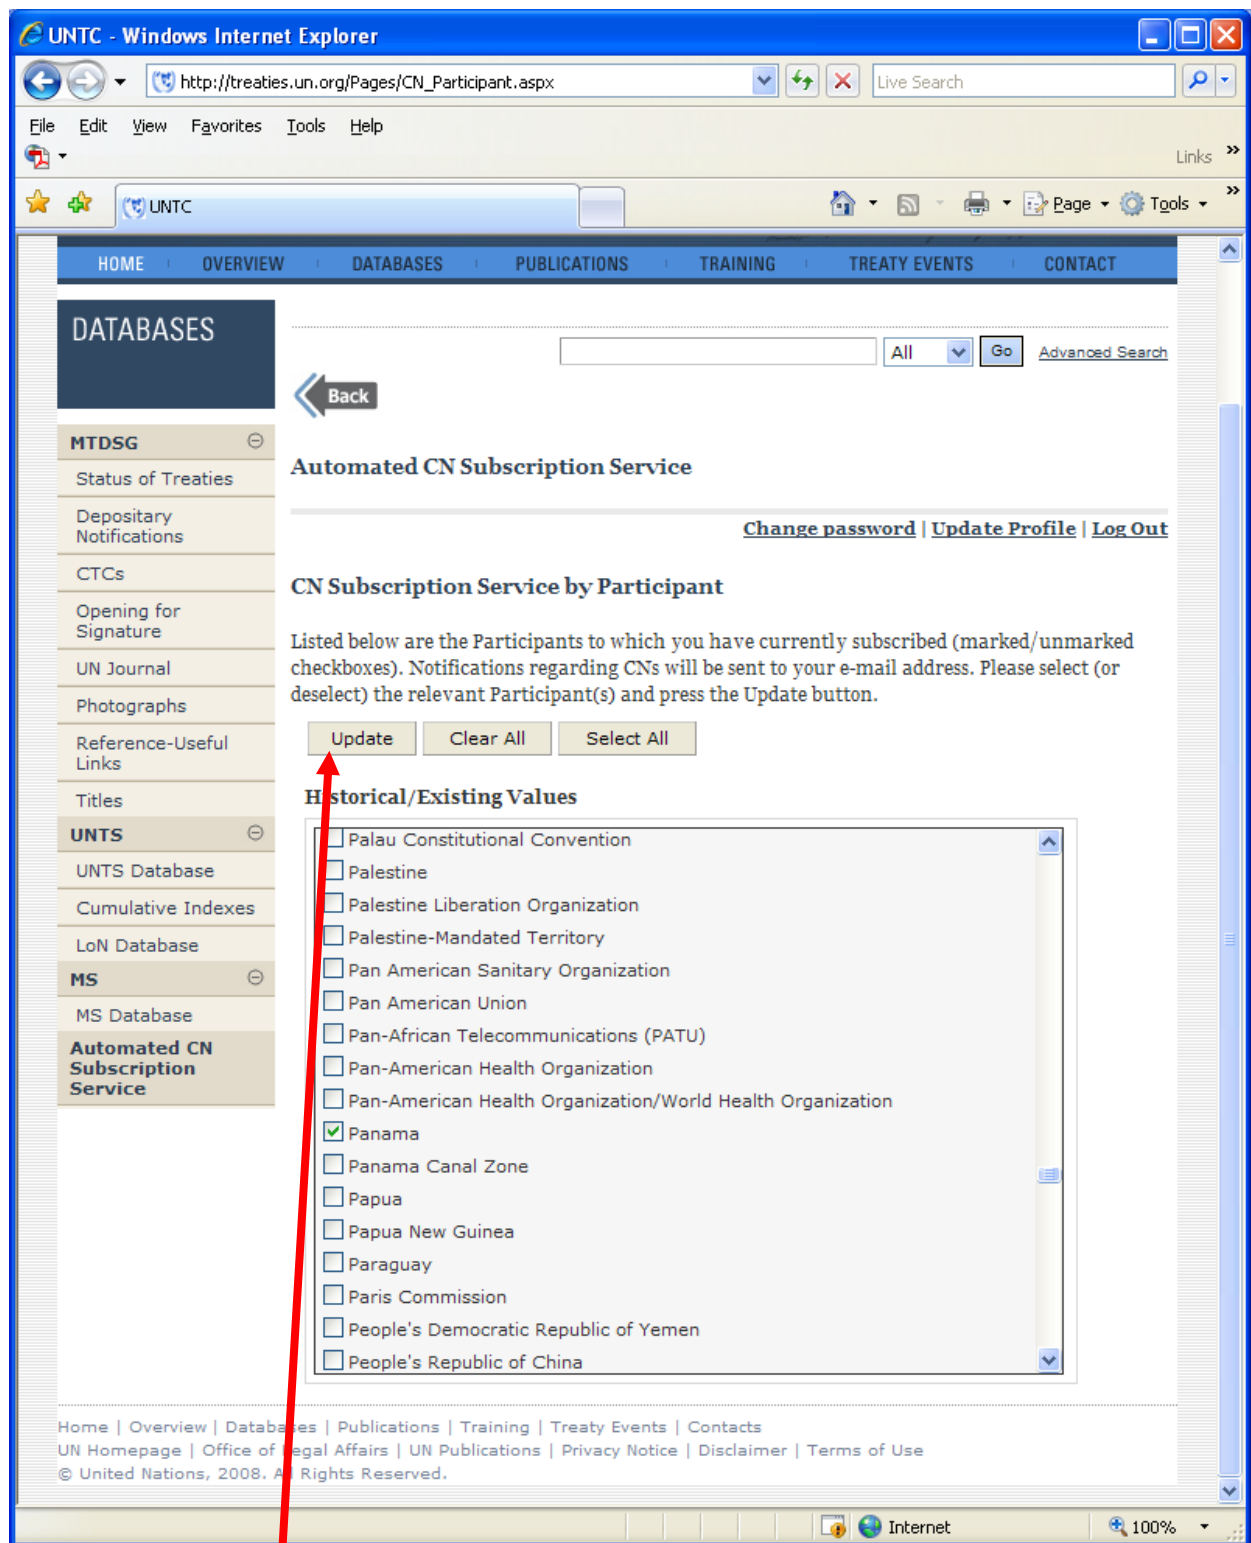 UNTC - Windows Internet Explorer
http://treaties.un.org/Pages/CN_Participant.aspx
Live Search
File Edit View Favorites Tools Help
Links
UNTC
Page Tools
HOME OVERVIEW DATABASES PUBLICATIONS TRAINING TREATY EVENTS CONTACT
DATABASES
All Go Advanced Search
Back
MTDSG
Status of Treaties
Depositary
Notifications
CTCs
Opening for
Signature
UN Journal
Photographs
Reference-Useful
Links
Titles
UNTS
UNTS Database
Cumulative Indexes
LoN Database
MS
MS Database
Automated CN
Subscription
Service
Automated CN Subscription Service
Change password | Update Profile | Log Out
CN Subscription Service by Participant
Listed below are the Participants to which you have currently subscribed (marked/unmarked
checkboxes). Notifications regarding CNs will be sent to your e-mail address. Please select (or
deselect) the relevant Participant(s) and press the Update button.
Update Clear All Select All
Historical/Existing Values
Palau Constitutional Convention
Palestine
Palestine Liberation Organization
Palestine-Mandated Territory
Pan American Sanitary Organization
Pan American Union
Pan-African Telecommunications (PATU)
Pan-American Health Organization
Pan-American Health Organization/World Health Organization
Panama
Panama Canal Zone
Papua
Papua New Guinea
Paraguay
Paris Commission
People's Democratic Republic of Yemen
People's Republic of China
Home | Overview | Databases | Publications | Training | Treaty Events | Contacts
UN Homepage | Office of Legal Affairs | UN Publications | Privacy Notice | Disclaimer | Terms of Use
© United Nations, 2008. All Rights Reserved.
Internet 100%